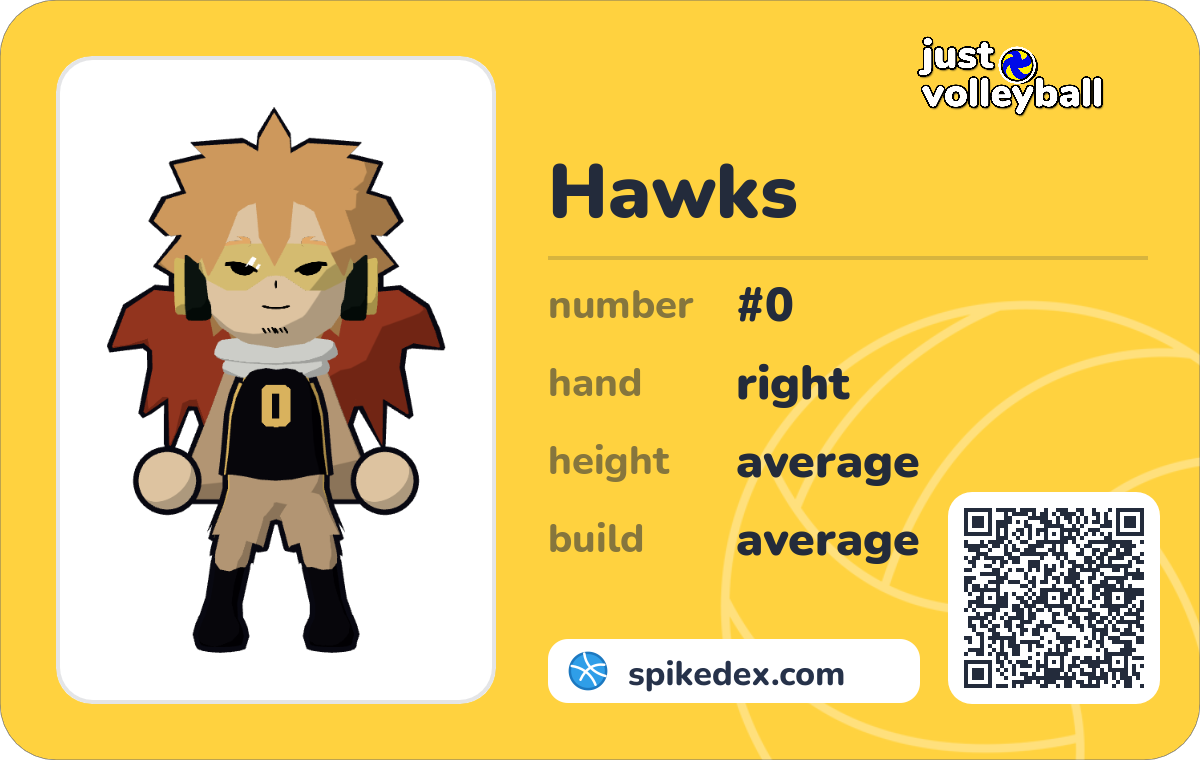 just
volleyball
Hawks
number #0
hand right
height average
build average
0
spikedex.com